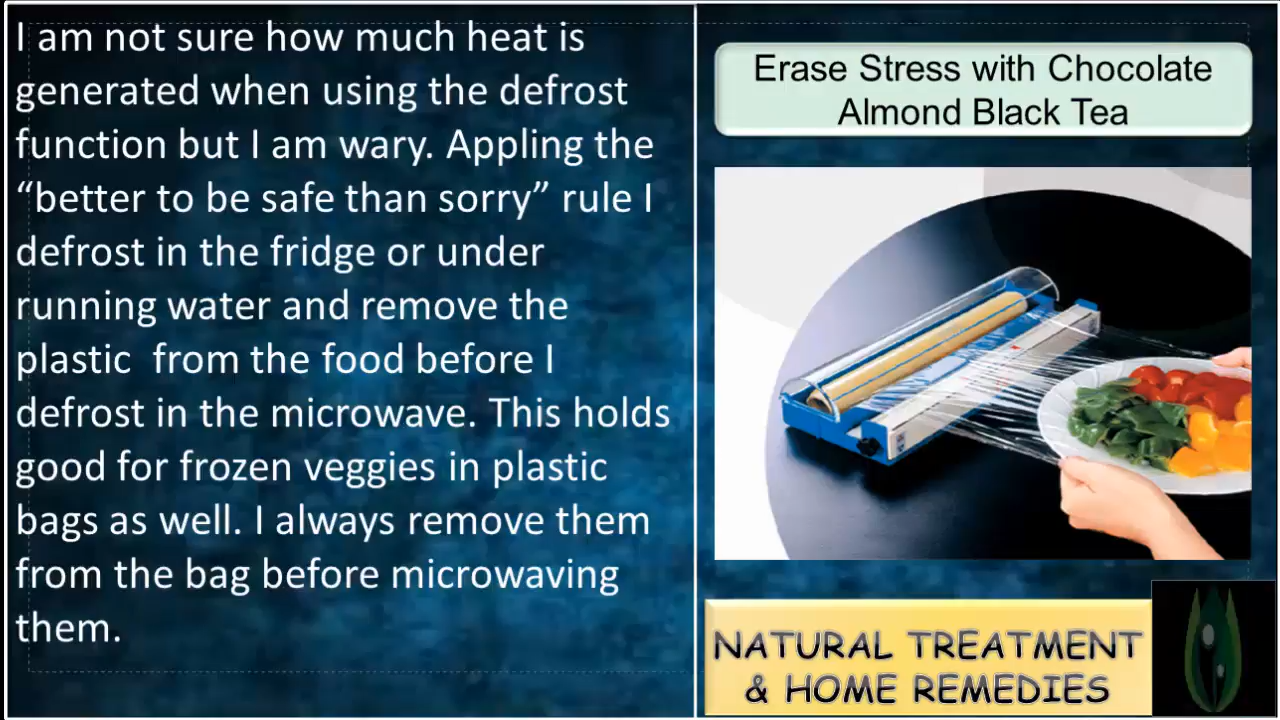 I am not sure how much heat is
generated when using the defrost
function but I am wary. Appling the
“better to be safe than sorry” rule I
defrost in the fridge or under
running water and remove the
plastic  from the food before I
defrost in the microwave. This holds
good for frozen veggies in plastic
bags as well. I always remove them
from the bag before microwaving
them.
Erase Stress with Chocolate
Almond Black Tea
NATURAL TREATMENT
& HOME REMEDIES